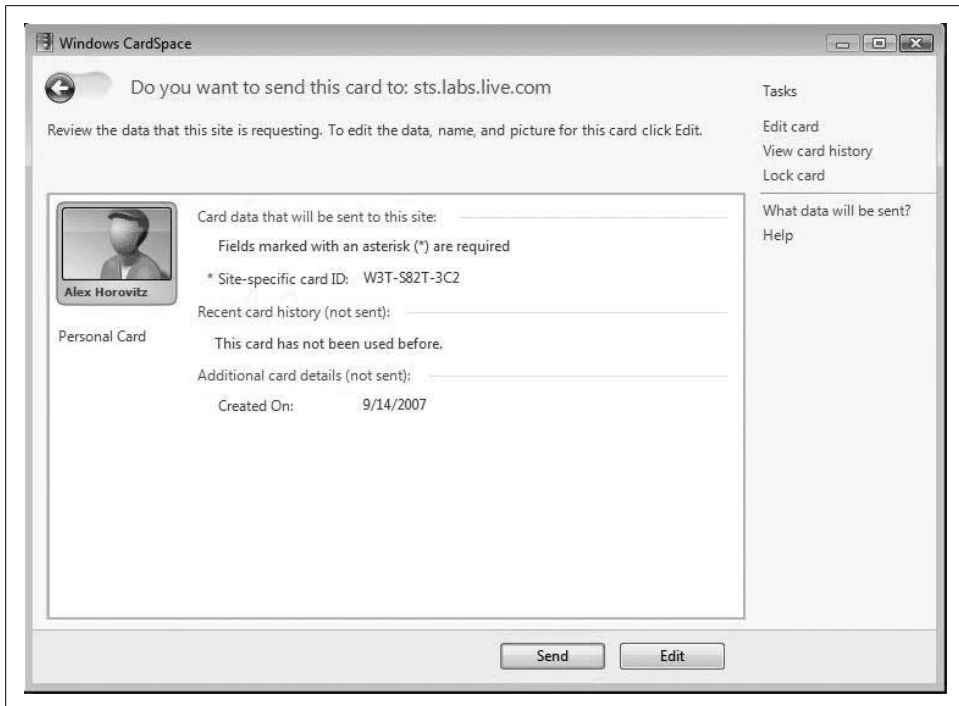 Windows CardSpace
Do you want to send this card to: sts.labs.live.com
Review the data that this site is requesting. To edit the data, name, and picture for this card click Edit.
Alex Horovitz
Personal Card
Card data that will be sent to this site:
Fields marked with an asterisk (*) are required
* Site-specific card ID: W3T-S82T-3C2
Recent card history (not sent):
This card has not been used before.
Additional card details (not sent):
Created On: 9/14/2007
Tasks
Edit card
View card history
Lock card
What data will be sent?
Help
Send
Edit